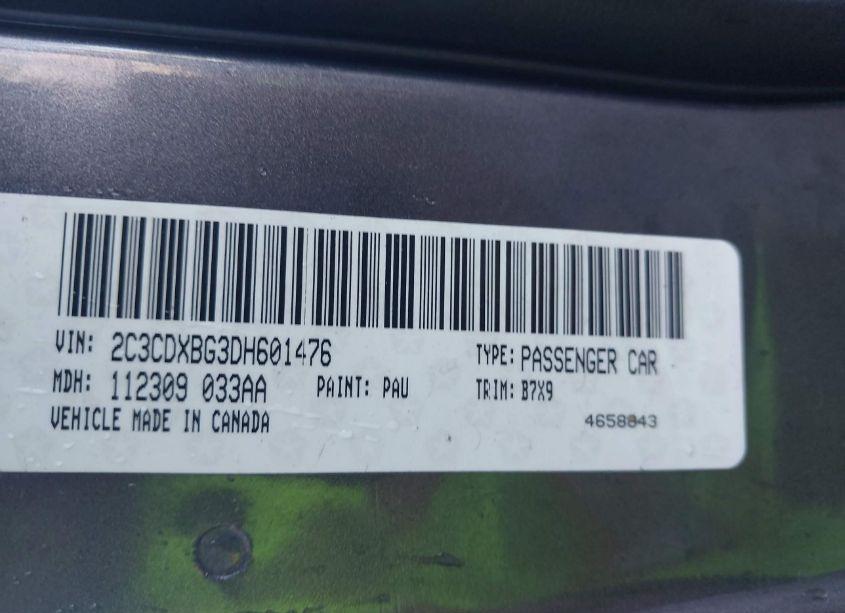 VIN: 2C3CDXBG3DH601476 TYPE: PASSENGER CAR
MDH: 112309 033AA PAINT: PAU TRIM: B7X9
VEHICLE MADE IN CANADA 4658843